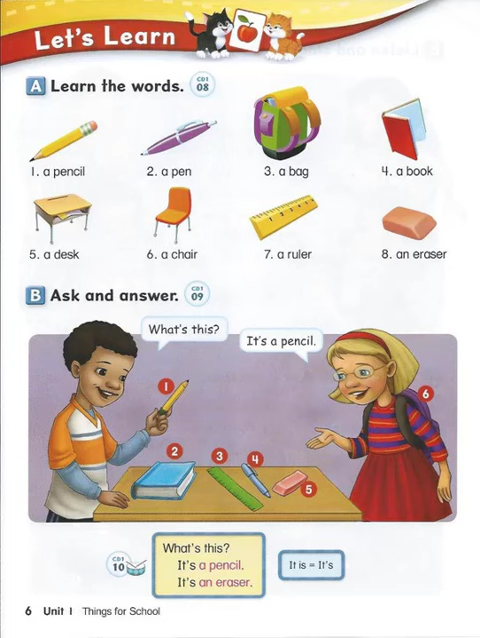 Let's Learn
A Learn the words. CD1 08
1. a pencil
2. a pen
3. a bag
4. a book
5. a desk
6. a chair
7. a ruler
8. an eraser
B Ask and answer. CD1 09
What's this?
It's a pencil.
1
2
3
4
5
6
CD1 10
What's this?
It's a pencil.
It's an eraser.
It is = It's
6 Unit 1 Things for School